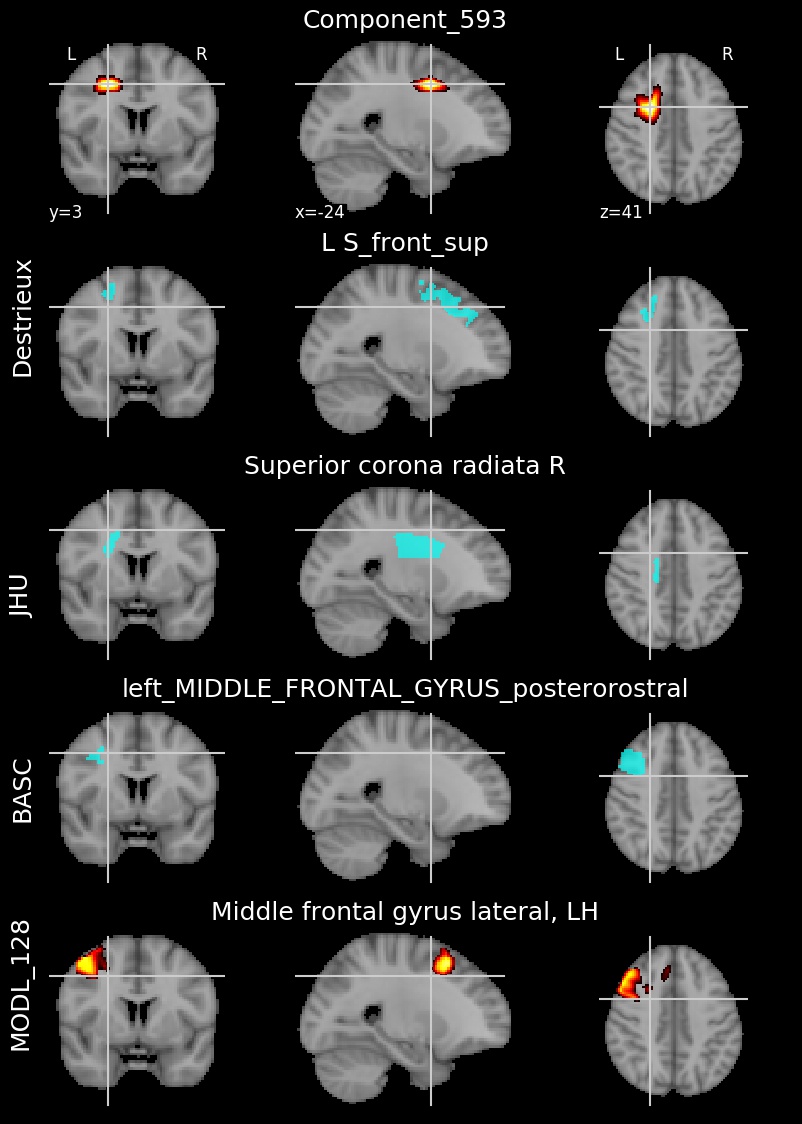 Component_593
L R L R
y=3 x=-24 z=41
L S_front_sup
Destrieux
Superior corona radiata R
JHU
left_MIDDLE_FRONTAL_GYRUS_posterorostral
BASC
Middle frontal gyrus lateral, LH
MODL_128